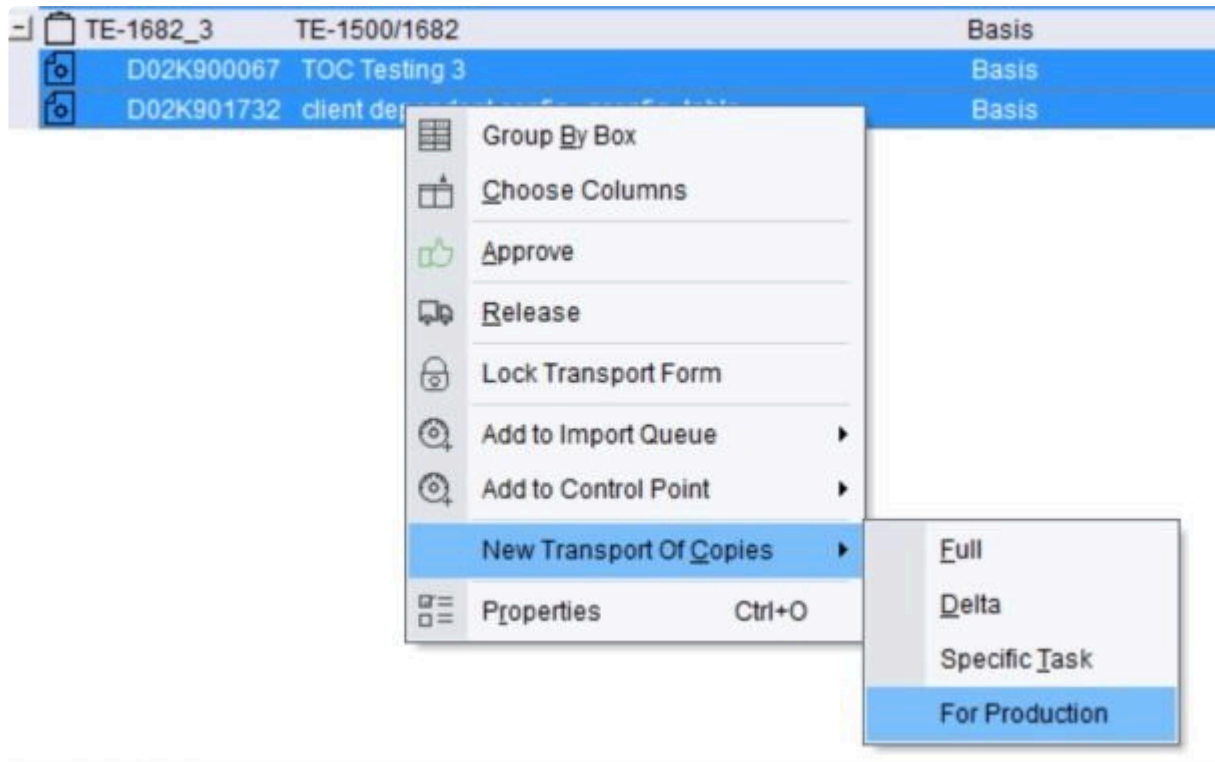 TE-1682_3 TE-1500/1682 Basis
D02K900067 TOC Testing 3 Basis
D02K901732 client Basis
Group By Box
Choose Columns
Approve
Release
Lock Transport Form
Add to Import Queue
Add to Control Point
New Transport Of Copies
Properties Ctrl+O
Full
Delta
Specific Task
For Production